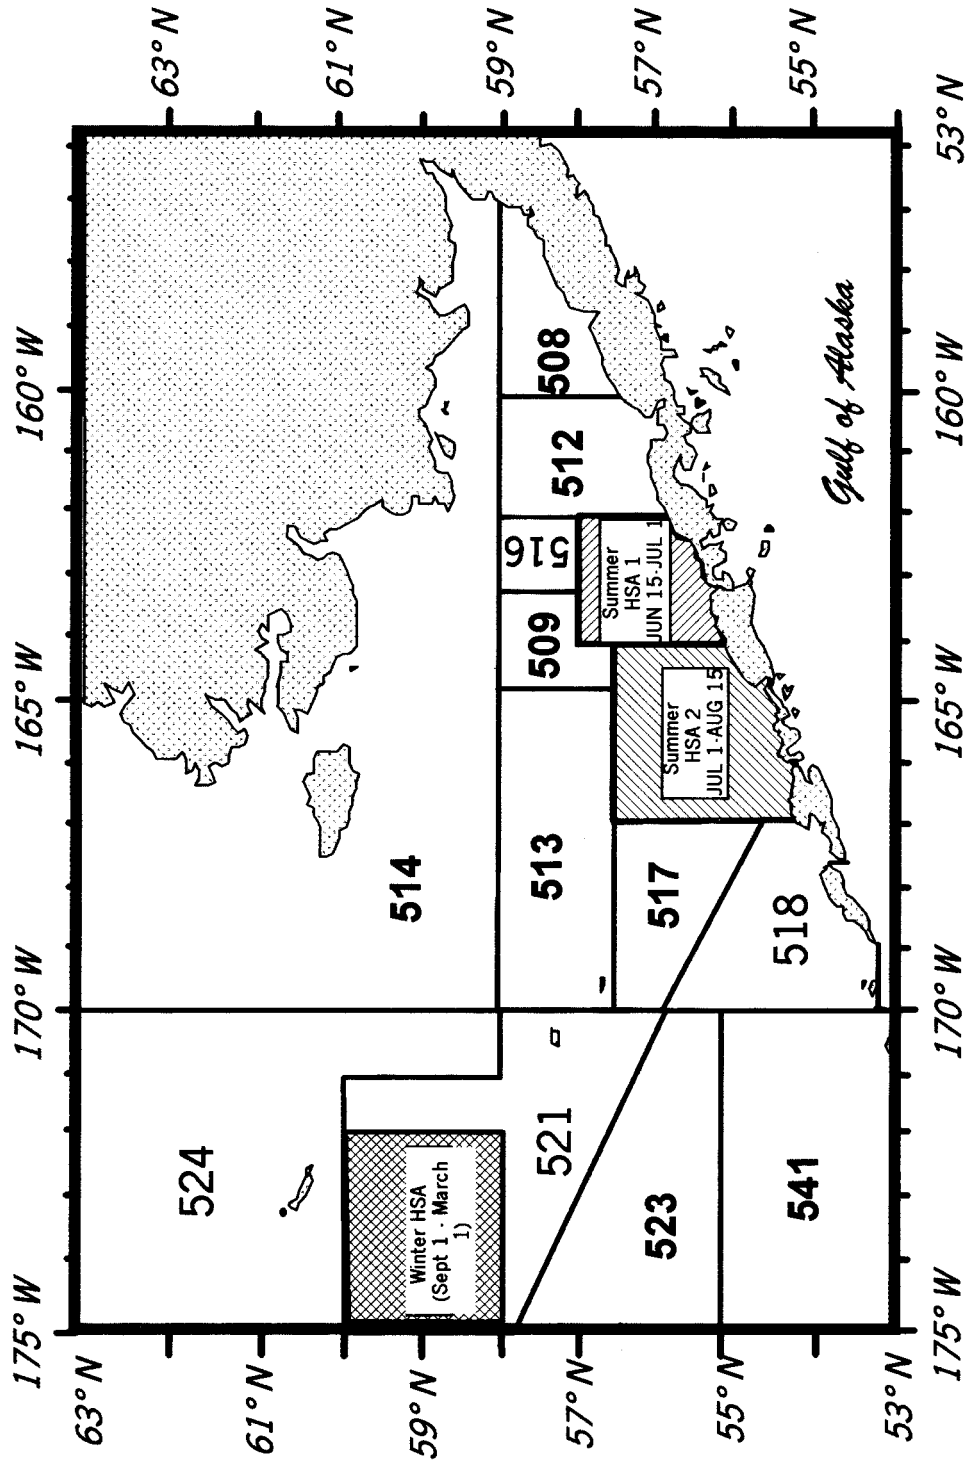 175° W
170° W
165° W
160° W
63° N
63° N
61° N
61° N
59° N
59° N
57° N
57° N
55° N
55° N
53° N
53° N
524
514
Winter HSA
(Sept 1 - March
1)
521
513
509
516
512
508
Summer
HSA 1
JUN 15-JUL 1
523
517
Summer
HSA 2
JUL 1-AUG 15
541
518
Gulf of Alaska
175° W
170° W
165° W
160° W